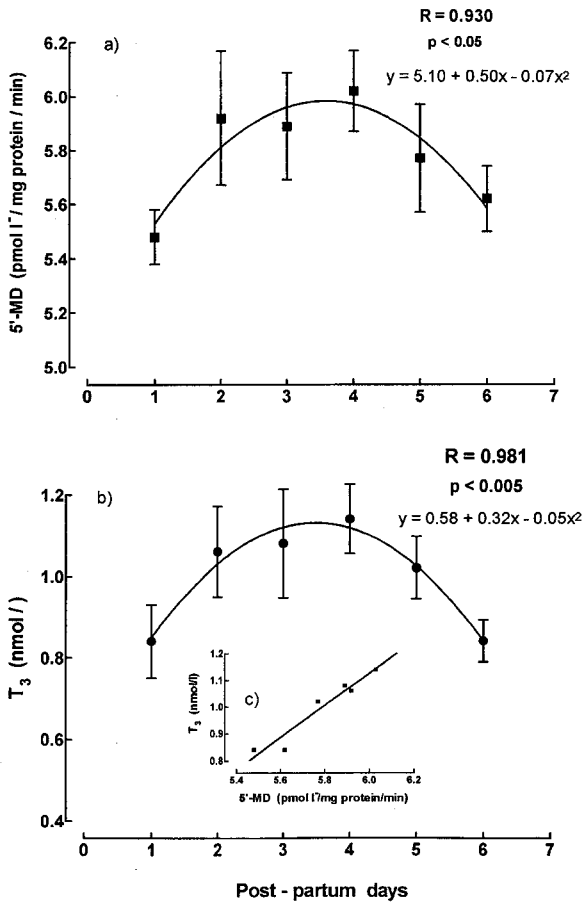 R = 0.930
a)
p < 0.05
6.2
y = 5.10 + 0.50x - 0.07x²
6.0
5.8
5.6
5.4
5.2
5.0
5'-MD (pmol I⁻/ mg protein / min)
0 1 2 3 4 5 6 7
R = 0.981
b)
p < 0.005
1.2
y = 0.58 + 0.32x - 0.05x²
1.0
0.8
0.6
0.4
T₃ (nmol/)
c)
1.2
1.1
1.0
0.9
0.8
T₃ (nmol/l)
5.4 5.6 5.8 6.0 6.2
5'-MD (pmol I⁻/mg protein/min)
0 1 2 3 4 5 6 7
Post - partum days